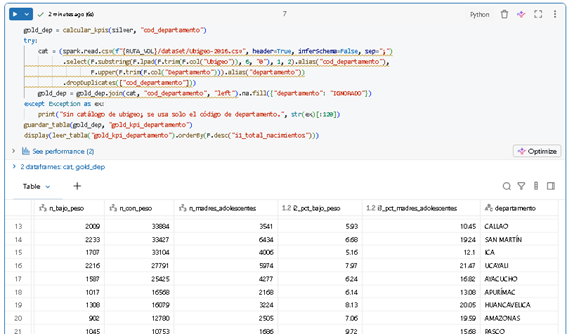 2 minutes ago (6s)
7
Python
gold_dep = calcular_kpis(silver, "cod_departamento")
try:
cat = (spark.read.csv(f"{RUTA_VOL}/dataSet/Ubigeo-2016.csv", header=True, inferSchema=False, sep=";")
.select(F.substring(F.lpad(F.trim(F.col("Ubigeo")), 6, "0"), 1, 2).alias("cod_departamento"),
F.upper(F.trim(F.col("Departamento"))).alias("departamento"))
.dropDuplicates(["cod_departamento"]))
gold_dep = gold_dep.join(cat, "cod_departamento", "left").na.fill({"departamento": "IGNORADO"})
except Exception as ex:
print("Sin catálogo de ubigeo; se usa solo el código de departamento.", str(ex)[:120])
guardar_tabla(gold_dep, "gold_kpi_departamento")
display(leer_tabla("gold_kpi_departamento").orderBy(F.desc("i1_total_nacimientos")))
See performance (2)
Optimize
2 dataframes: cat, gold_dep
Table +
n_bajo_peso n_con_peso n_madres_adolescentes 1.2 i2_pct_bajo_peso 1.2 i3_pct_madres_adolescentes departamento
13 2009 33884 3541 5.93 10.45 CALLAO
14 2233 33427 6434 6.68 19.24 SAN MARTÍN
15 1707 33104 4006 5.16 12.1 ICA
16 2216 27791 5974 7.97 21.47 UCAYALI
17 1587 25425 4277 6.24 16.82 AYACUCHO
18 1017 16568 2168 6.14 13.08 APURÍMAC
19 1308 16079 3224 8.13 20.05 HUANCAVELICA
20 902 12780 2505 7.06 19.59 AMAZONAS
21 1045 10753 1686 9.72 15.68 PASCO